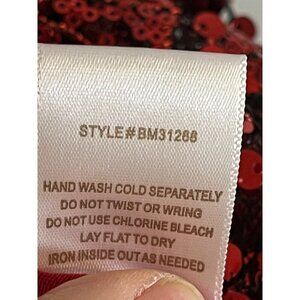 STYLE#BM31268
HAND WASH COLD SEPARATELY
DO NOT TWIST OR WRING
DO NOT USE CHLORINE BLEACH
LAY FLAT TO DRY
IRON INSIDE OUT AS NEEDED